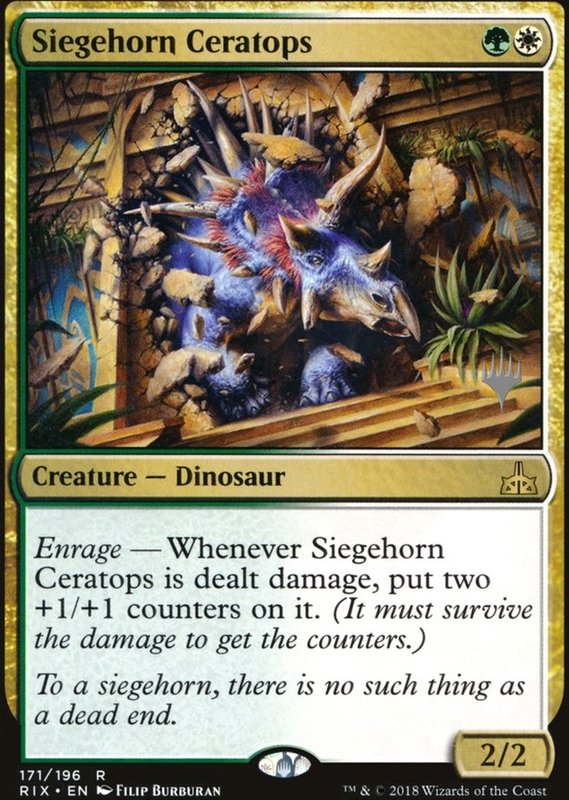 Siegehorn Ceratops
Creature — Dinosaur
Enrage — Whenever Siegehorn
Ceratops is dealt damage, put two
+1/+1 counters on it. (It must survive
the damage to get the counters.)
To a siegehorn, there is no such thing as
a dead end.
2/2
171/196 R
RIX • EN Filip Burburan
™ & © 2018 Wizards of the Coast